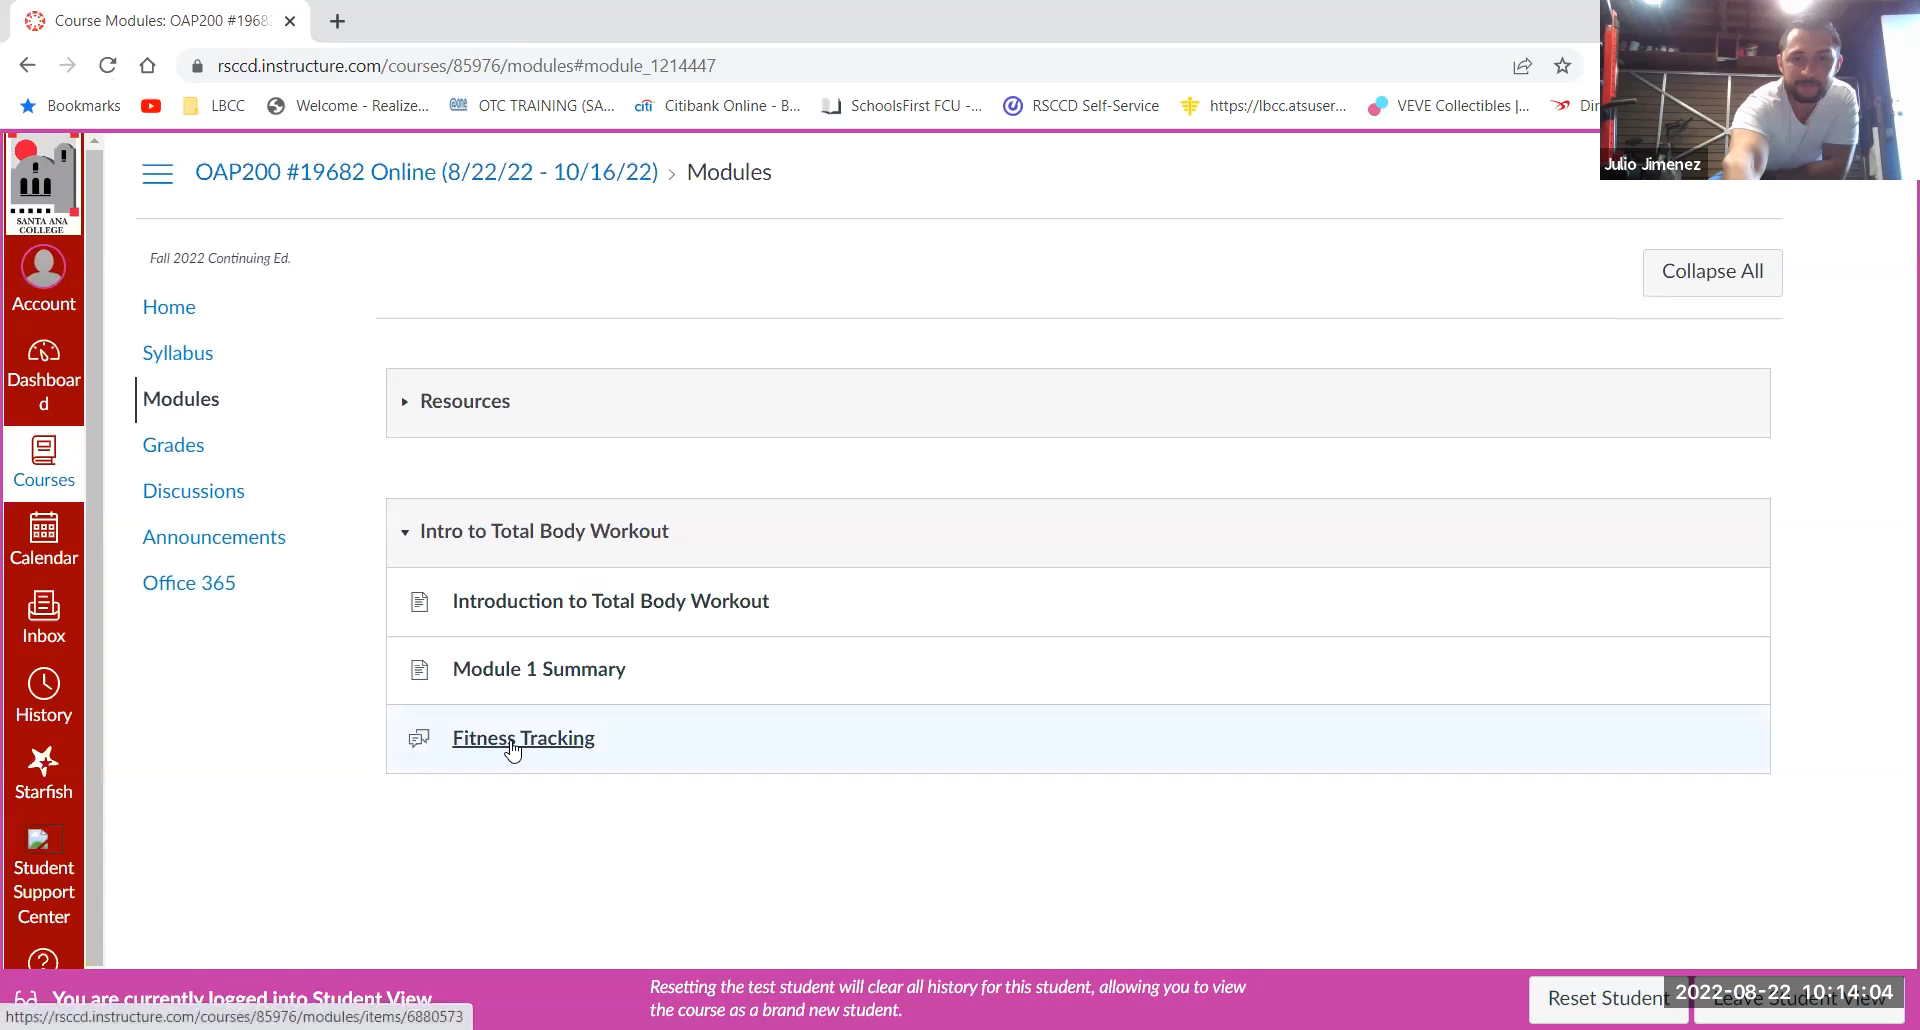 Course Modules: OAP200 #1968
rsccd.instructure.com/courses/85976/modules#module_1214447
Bookmarks
LBCC
Welcome - Realize...
OTC TRAINING (SA...
citi
Citibank Online - B...
SchoolsFirst FCU -...
RSCCD Self-Service
https://lbcc.atsuser...
VEVE Collectibles |...
Dir
Julio Jimenez
SANTA ANA
COLLEGE
Account
Dashboar
d
Courses
Calendar
Inbox
History
Starfish
Student
Support
Center
OAP200 #19682 Online (8/22/22 - 10/16/22) › Modules
Fall 2022 Continuing Ed.
Home
Syllabus
Modules
Grades
Discussions
Announcements
Office 365
Collapse All
Resources
Intro to Total Body Workout
Introduction to Total Body Workout
Module 1 Summary
Fitness Tracking
You are currently logged into Student View
https://rsccd.instructure.com/courses/85976/modules/items/6880573
Resetting the test student will clear all history for this student, allowing you to view
the course as a brand new student.
Reset Student
Leave Student View
2022-08-22 10:14:04